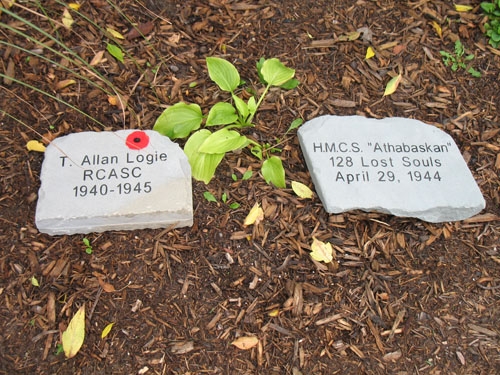 T. Allan Logie
RCASC
1940-1945
H.M.C.S. "Athabaskan"
128 Lost Souls
April 29, 1944